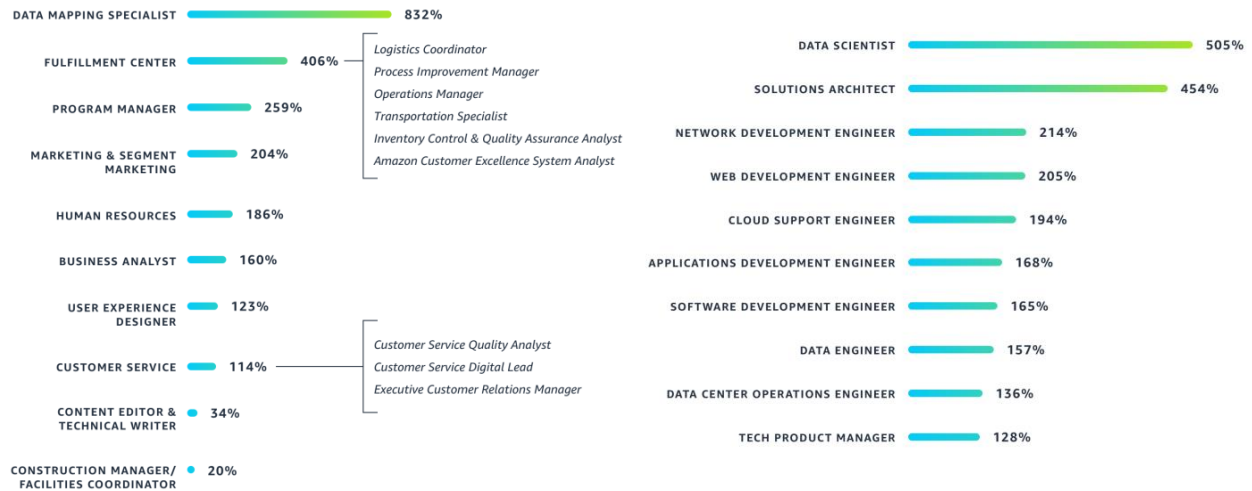 DATA MAPPING SPECIALIST 832%
FULFILLMENT CENTER 406%
Logistics Coordinator
Process Improvement Manager
Operations Manager
Transportation Specialist
Inventory Control & Quality Assurance Analyst
Amazon Customer Excellence System Analyst
PROGRAM MANAGER 259%
MARKETING & SEGMENT
MARKETING
204%
HUMAN RESOURCES 186%
BUSINESS ANALYST 160%
USER EXPERIENCE
DESIGNER
123%
CUSTOMER SERVICE 114%
Customer Service Quality Analyst
Customer Service Digital Lead
Executive Customer Relations Manager
CONTENT EDITOR &
TECHNICAL WRITER
34%
CONSTRUCTION MANAGER/
FACILITIES COORDINATOR
20%
DATA SCIENTIST 505%
SOLUTIONS ARCHITECT 454%
NETWORK DEVELOPMENT ENGINEER 214%
WEB DEVELOPMENT ENGINEER 205%
CLOUD SUPPORT ENGINEER 194%
APPLICATIONS DEVELOPMENT ENGINEER 168%
SOFTWARE DEVELOPMENT ENGINEER 165%
DATA ENGINEER 157%
DATA CENTER OPERATIONS ENGINEER 136%
TECH PRODUCT MANAGER 128%